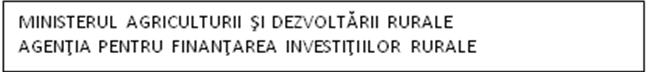 MINISTERUL AGRICULTURII ŞI DEZVOLTĂRII RURALE
AGENŢIA PENTRU FINANŢAREA INVESTIŢIILOR RURALE